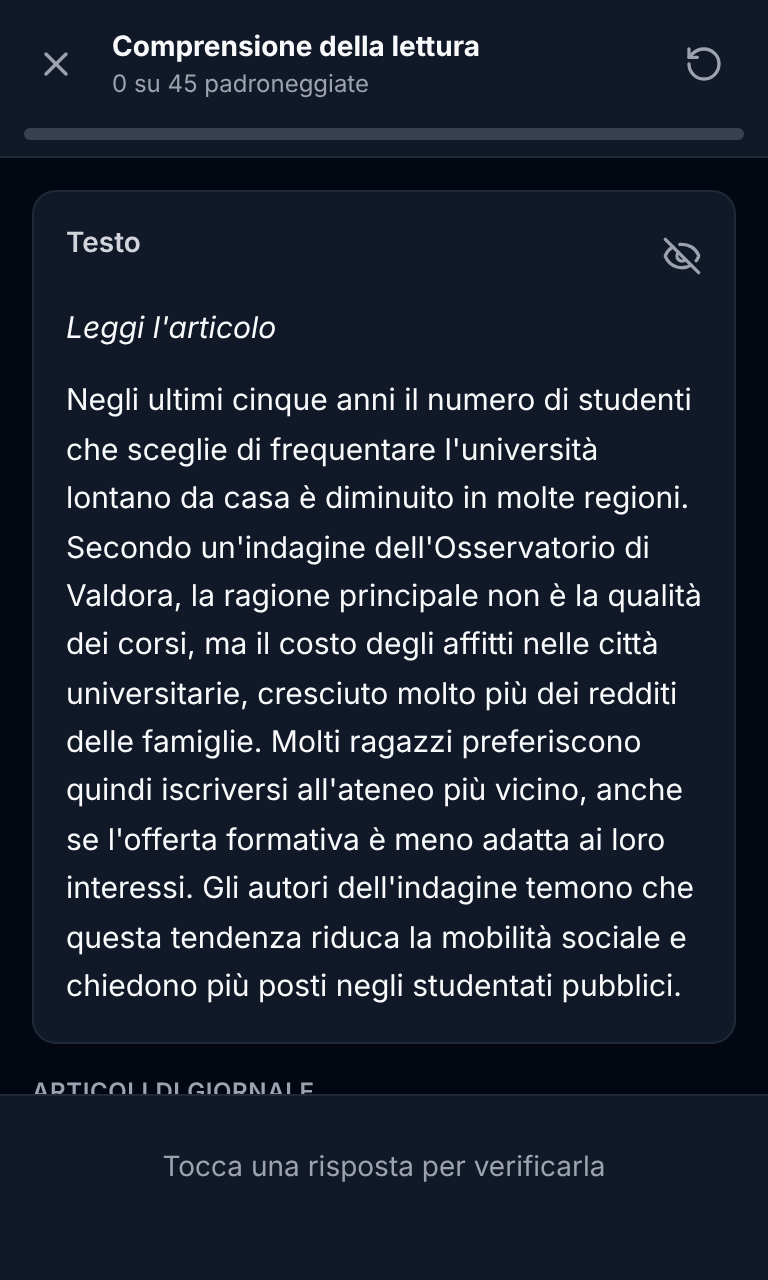 Comprensione della lettura
0 su 45 padroneggiate
Testo
Leggi l'articolo
Negli ultimi cinque anni il numero di studenti
che sceglie di frequentare l'università
lontano da casa è diminuito in molte regioni.
Secondo un'indagine dell'Osservatorio di
Valdora, la ragione principale non è la qualità
dei corsi, ma il costo degli affitti nelle città
universitarie, cresciuto molto più dei redditi
delle famiglie. Molti ragazzi preferiscono
quindi iscriversi all'ateneo più vicino, anche
se l'offerta formativa è meno adatta ai loro
interessi. Gli autori dell'indagine temono che
questa tendenza riduca la mobilità sociale e
chiedono più posti negli studentati pubblici.
ARTICOLI DI GIORNALE
Tocca una risposta per verificarla